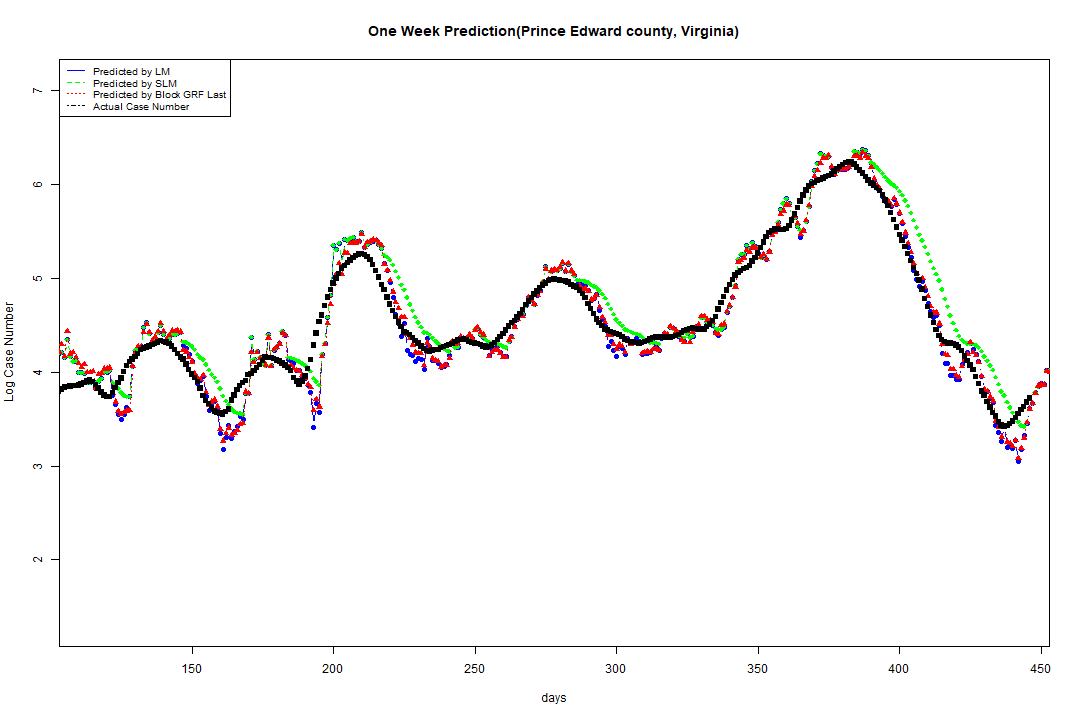 One Week Prediction(Prince Edward county, Virginia)
Predicted by LM
Predicted by SLM
Predicted by Block GRF Last
Actual Case Number
Log Case Number
7
6
5
4
3
2
150 200 250 300 350 400 450
days